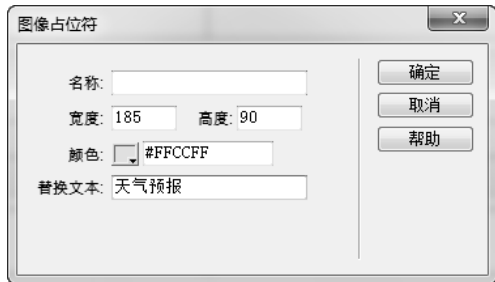 图像占位符
名称:
宽度: 185 高度: 90
颜色: #FFCCFF
替换文本: 天气预报
确定
取消
帮助